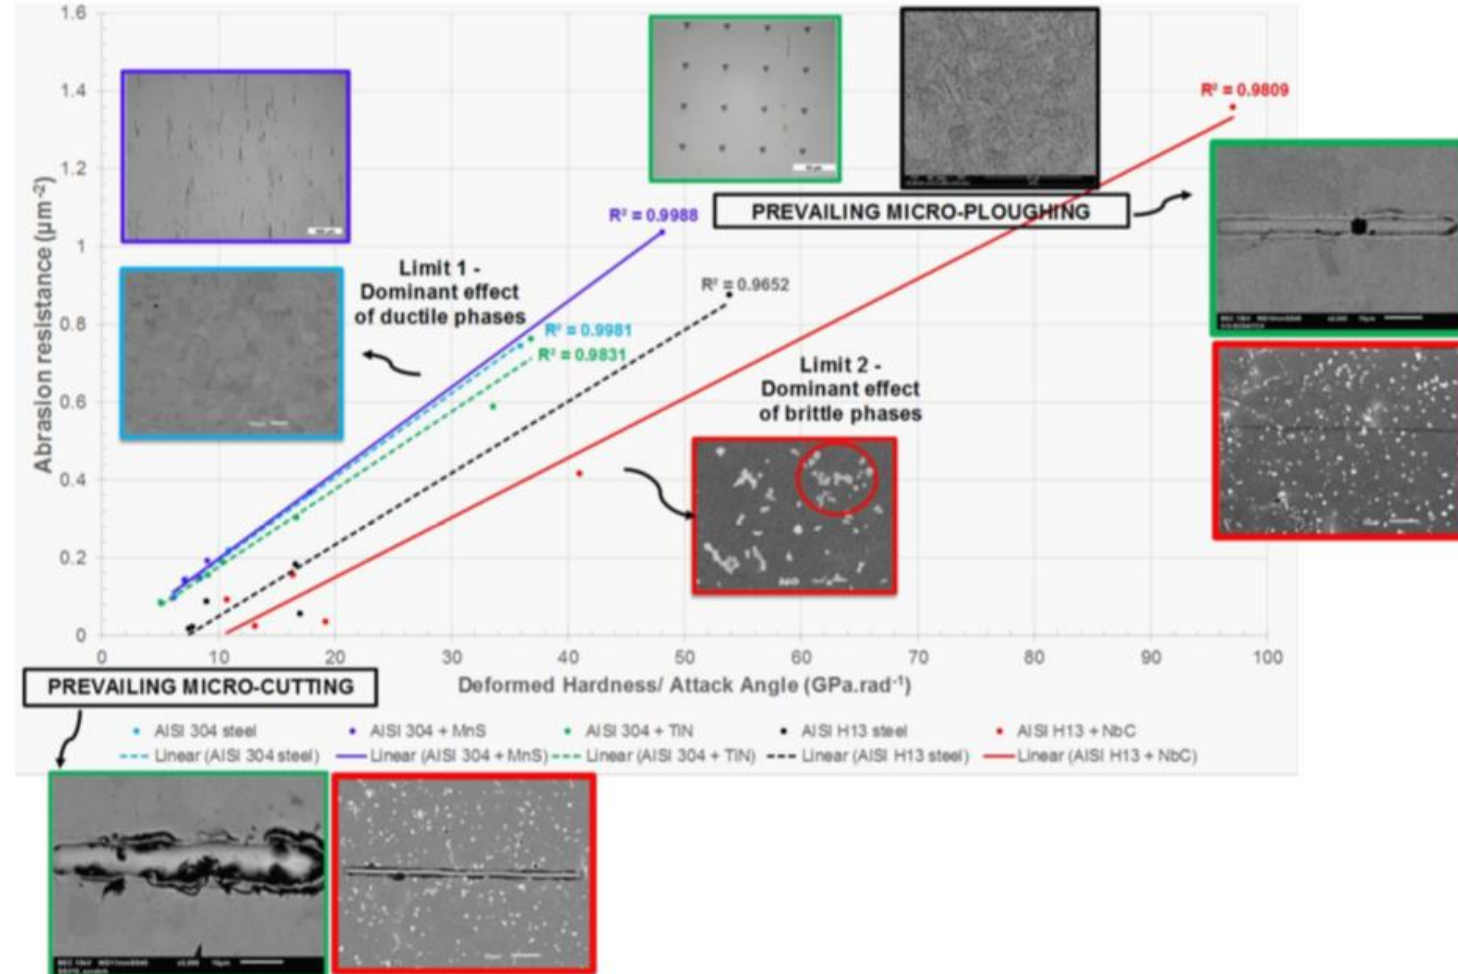 1.6
1.4
1.2
1
0.8
0.6
0.4
0.2
0
Abrasion resistance (µm⁻²)
R² = 0.9809
R² = 0.9988
PREVAILING MICRO-PLOUGHING
Limit 1 -
Dominant effect
of ductile phases
R² = 0.9652
R² = 0.9981
R² = 0.9831
Limit 2 -
Dominant effect
of brittle phases
0 10 20 30 40 50 60 70 80 90 100
PREVAILING MICRO-CUTTING
Deformed Hardness/ Attack Angle (GPa.rad⁻¹)
AISI 304 steel AISI 304 + MnS AISI 304 + TiN AISI H13 steel AISI H13 + NbC
Linear (AISI 304 steel) Linear (AISI 304 + MnS) Linear (AISI 304 + TiN) Linear (AISI H13 steel) Linear (AISI H13 + NbC)